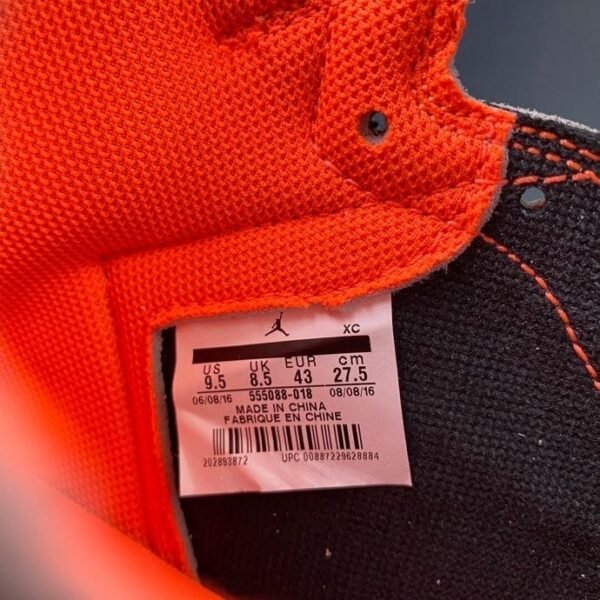 XC
US UK EUR cm
9.5 8.5 43 27.5
06/08/16 555088-018 08/08/16
MADE IN CHINA
FABRIQUE EN CHINE
202893872 UPC 00887229628884